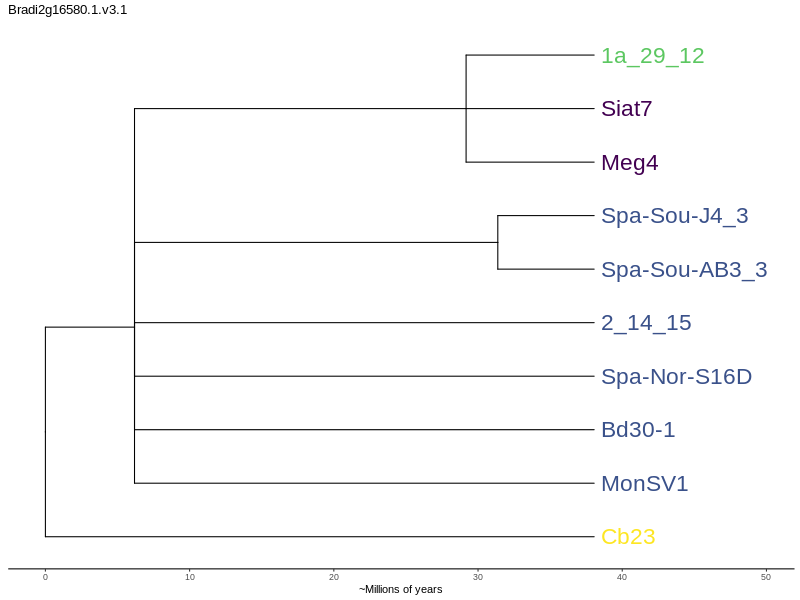 Bradi2g16580.1.v3.1
1a_29_12
Siat7
Meg4
Spa-Sou-J4_3
Spa-Sou-AB3_3
2_14_15
Spa-Nor-S16D
Bd30-1
MonSV1
Cb23
0 10 20 30 40 50
~Millions of years